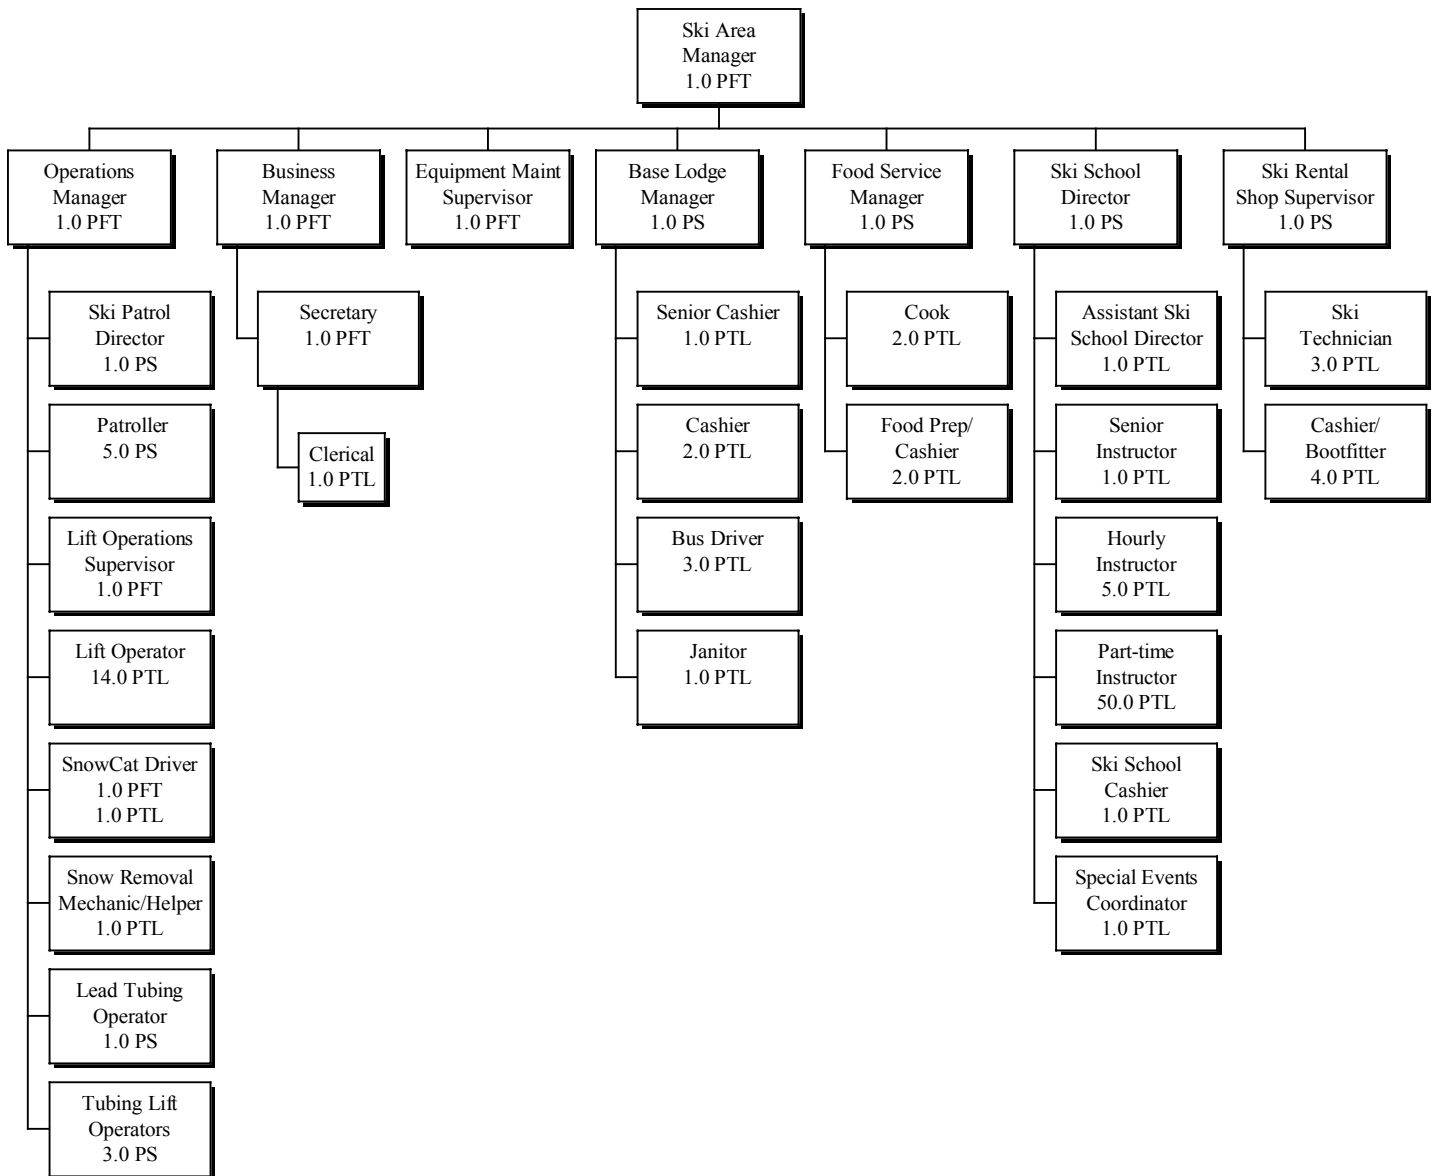 Ski Area
Manager
1.0 PFT
Operations
Manager
1.0 PFT
Business
Manager
1.0 PFT
Equipment Maint
Supervisor
1.0 PFT
Base Lodge
Manager
1.0 PS
Food Service
Manager
1.0 PS
Ski School
Director
1.0 PS
Ski Rental
Shop Supervisor
1.0 PS
Ski Patrol
Director
1.0 PS
Patroller
5.0 PS
Lift Operations
Supervisor
1.0 PFT
Lift Operator
14.0 PTL
SnowCat Driver
1.0 PFT
1.0 PTL
Snow Removal
Mechanic/Helper
1.0 PTL
Lead Tubing
Operator
1.0 PS
Tubing Lift
Operators
3.0 PS
Secretary
1.0 PFT
Clerical
1.0 PTL
Senior Cashier
1.0 PTL
Cashier
2.0 PTL
Bus Driver
3.0 PTL
Janitor
1.0 PTL
Cook
2.0 PTL
Food Prep/
Cashier
2.0 PTL
Assistant Ski
School Director
1.0 PTL
Senior
Instructor
1.0 PTL
Hourly
Instructor
5.0 PTL
Part-time
Instructor
50.0 PTL
Ski School
Cashier
1.0 PTL
Special Events
Coordinator
1.0 PTL
Ski
Technician
3.0 PTL
Cashier/
Bootfitter
4.0 PTL